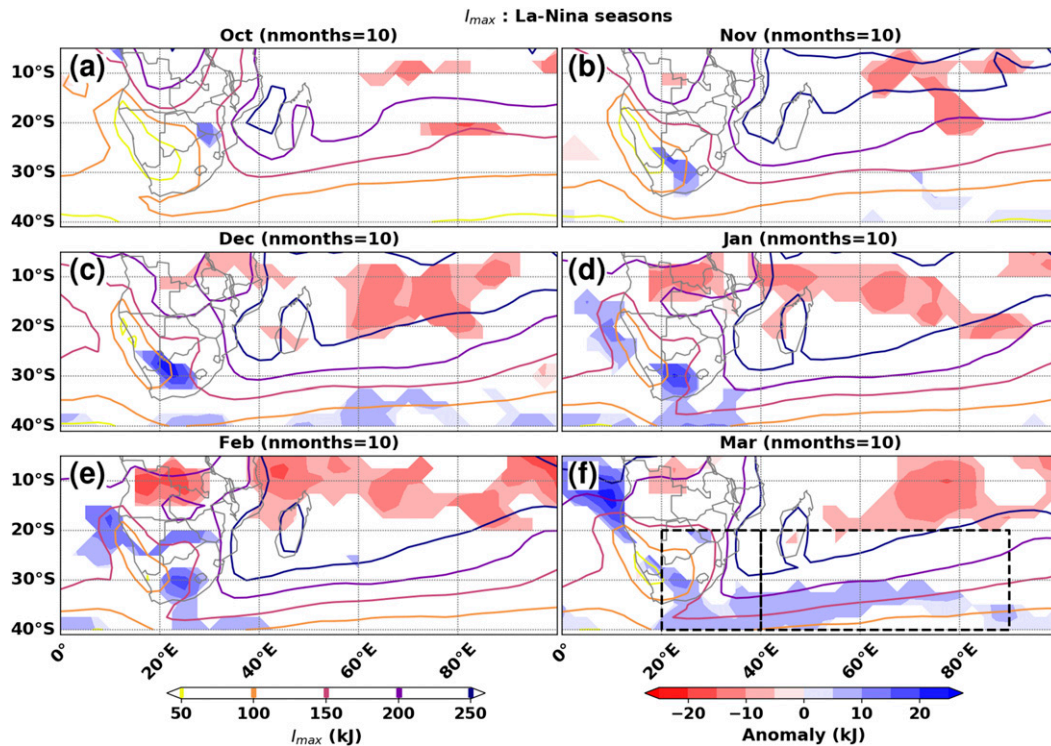 I_max : La-Nina seasons
Oct (nmonths=10) Nov (nmonths=10)
(a) (b)
10°S
20°S
30°S
40°S
Dec (nmonths=10) Jan (nmonths=10)
(c) (d)
10°S
20°S
30°S
40°S
Feb (nmonths=10) Mar (nmonths=10)
(e) (f)
10°S
20°S
30°S
40°S
0° 20°E 40°E 60°E 80°E 0° 20°E 40°E 60°E 80°E
50 100 150 200 250 −20 −10 0 10 20
I_max (kJ) Anomaly (kJ)